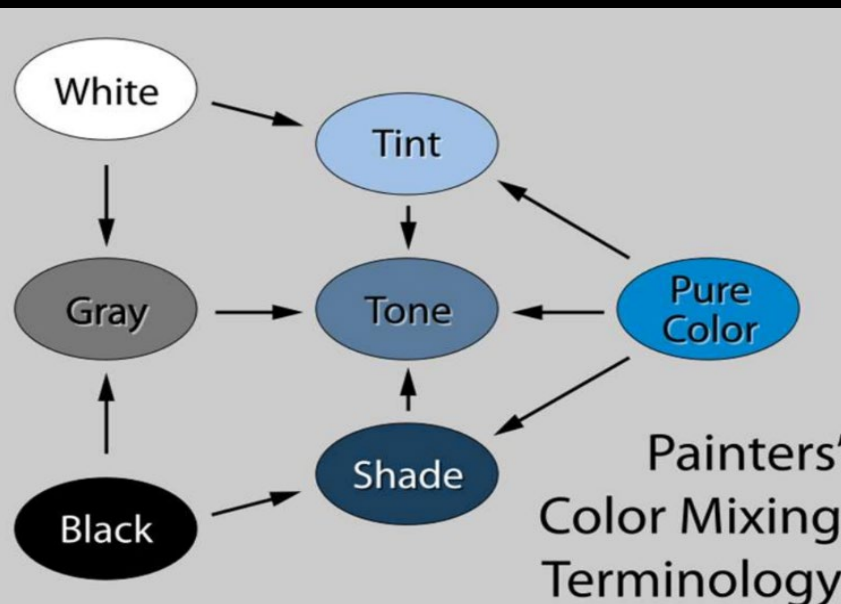 White
Tint
Gray
Tone
Pure
Color
Shade
Black
Painters'
Color Mixing
Terminology